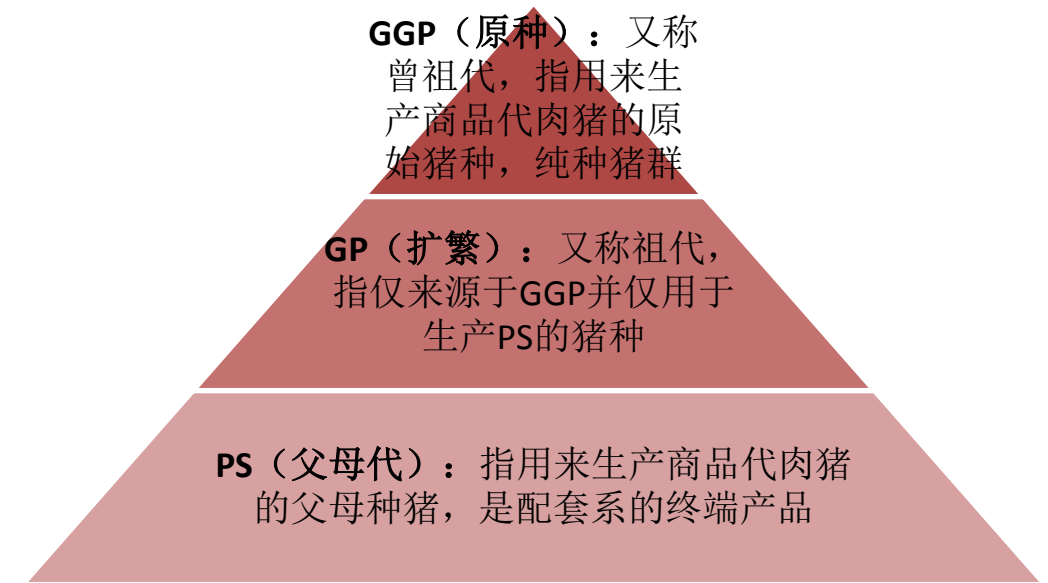 GGP（原种）：又称
曾祖代，指用来生
产商品代肉猪的原
始猪种，纯种猪群
GP（扩繁）：又称祖代，
指仅来源于GGP并仅用于
生产PS的猪种
PS（父母代）：指用来生产商品代肉猪
的父母种猪，是配套系的终端产品